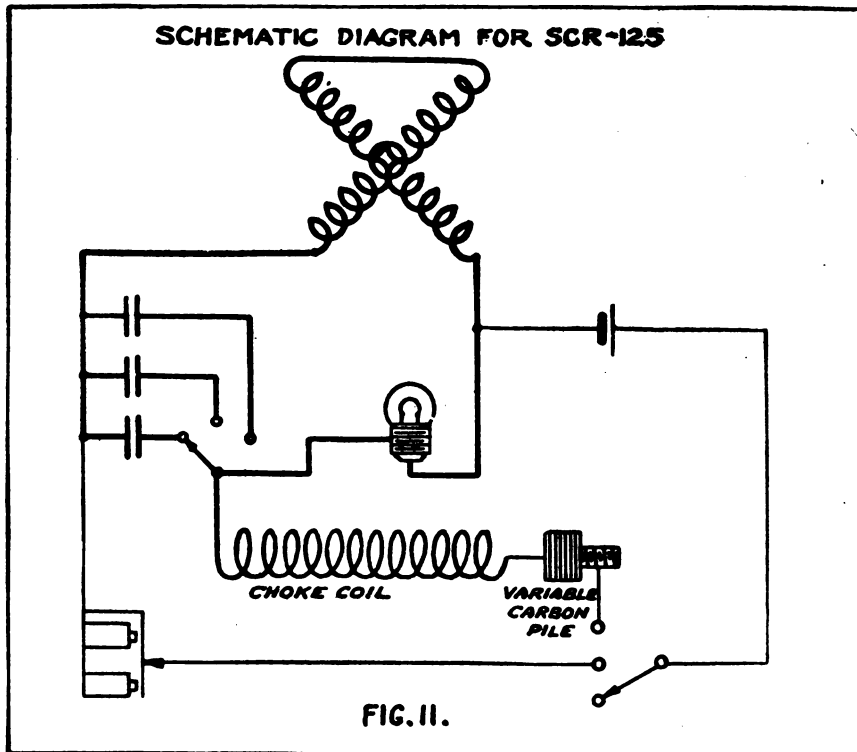 SCHEMATIC DIAGRAM FOR SCR-125
CHOKE COIL
VARIABLE
CARBON
PILE
FIG. 11.